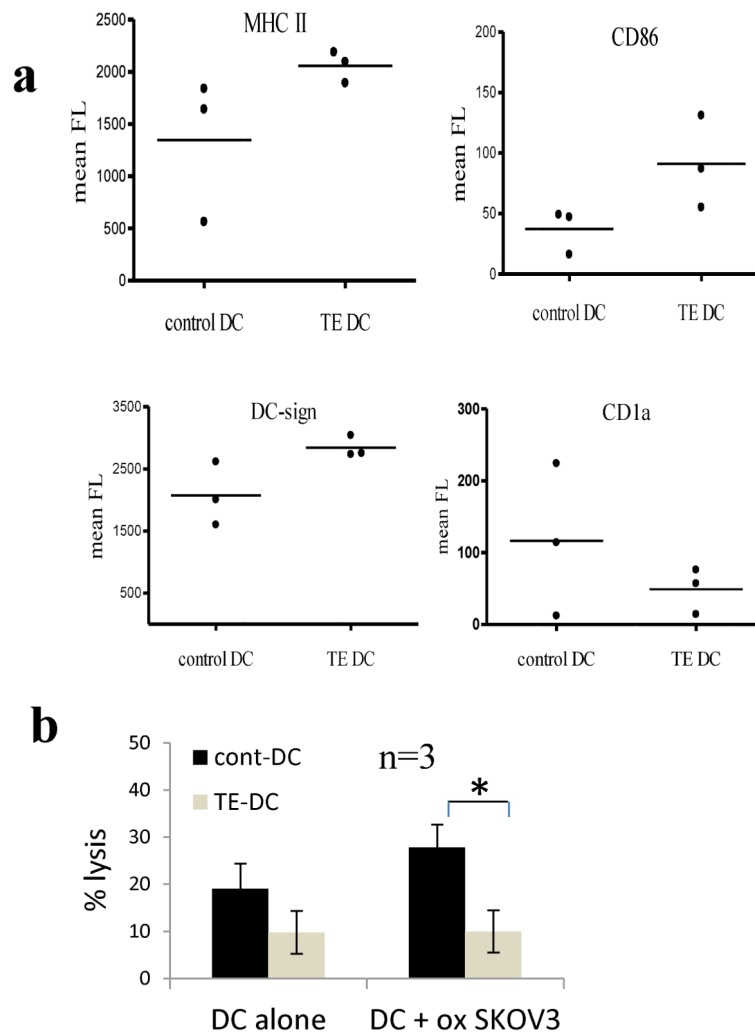 a
MHC II
mean FL
2500
2000
1500
1000
500
0
control DC
TE DC
CD86
mean FL
200
150
100
50
0
control DC
TE DC
DC-sign
mean FL
3500
2500
1500
500
control DC
TE DC
CD1a
mean FL
300
200
100
0
control DC
TE DC
b
% lysis
50
40
30
20
10
0
cont-DC
TE-DC
n=3
*
DC alone
DC + ox SKOV3